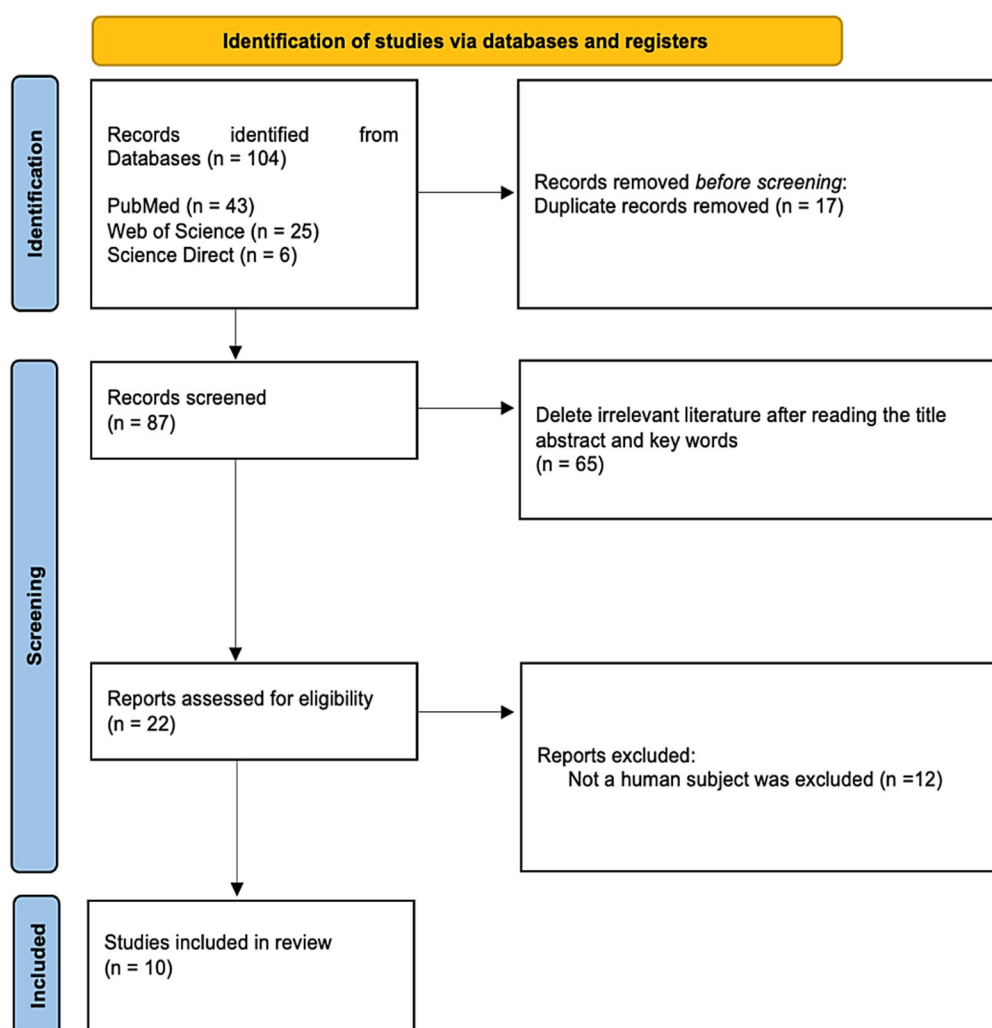 Identification of studies via databases and registers
Identification
Records identified from
Databases (n = 104)
PubMed (n = 43)
Web of Science (n = 25)
Science Direct (n = 6)
Records removed before screening:
Duplicate records removed (n = 17)
Screening
Records screened
(n = 87)
Delete irrelevant literature after reading the title
abstract and key words
(n = 65)
Reports assessed for eligibility
(n = 22)
Reports excluded:
Not a human subject was excluded (n =12)
Included
Studies included in review
(n = 10)